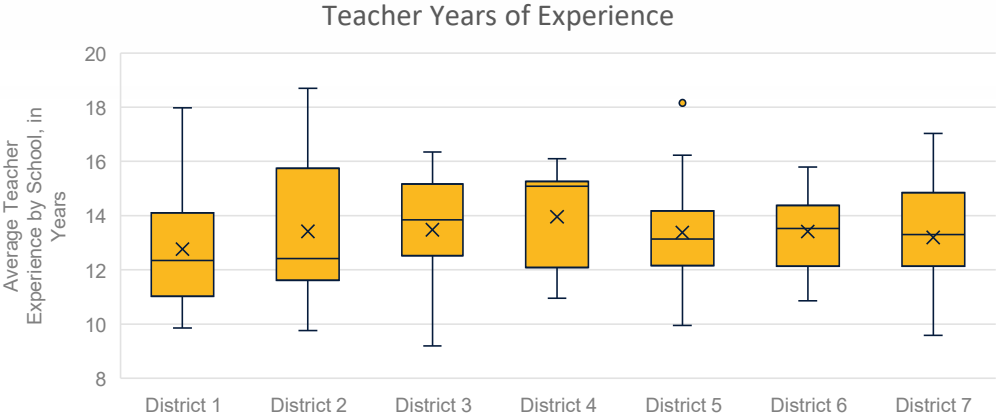 Teacher Years of Experience
Average Teacher
Experience by School, in
Years
20
18
16
14
12
10
8
District 1
District 2
District 3
District 4
District 5
District 6
District 7